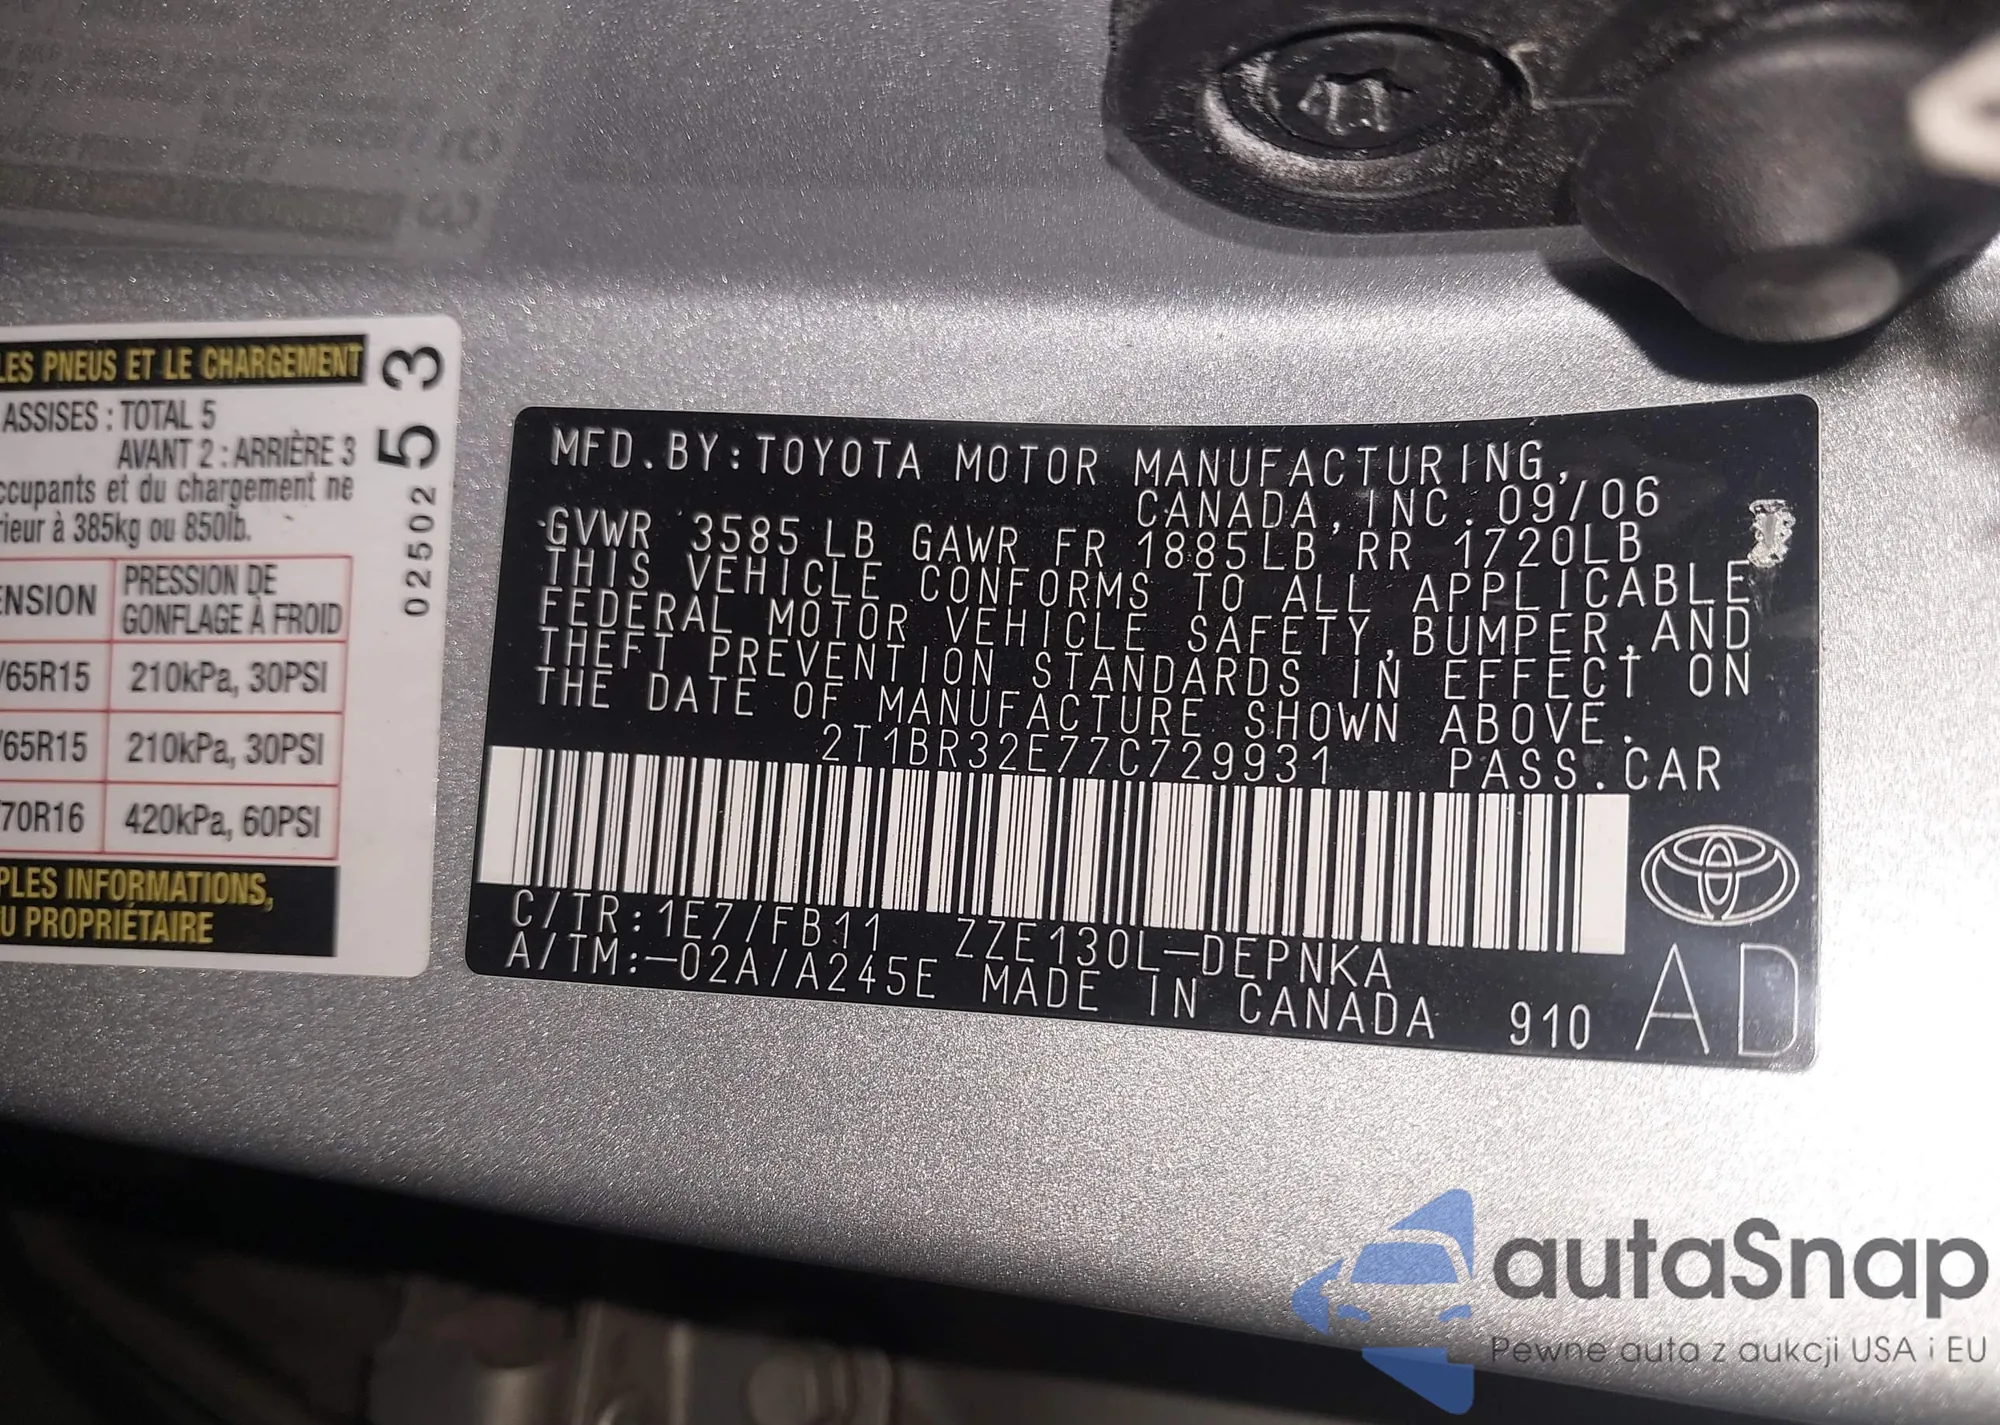 LES PNEUS ET LE CHARGEMENT
ASSISES : TOTAL 5
AVANT 2 : ARRIÈRE 3
ccupants et du chargement ne
rieur à 385kg ou 850lb.
ENSION PRESSION DE
GONFLAGE À FROID
/65R15 210kPa, 30PSI
/65R15 210kPa, 30PSI
70R16 420kPa, 60PSI
PLES INFORMATIONS,
U PROPRIÉTAIRE
02502 53
MFD.BY:TOYOTA MOTOR MANUFACTURING,
CANADA,INC. 09/06
GVWR 3585LB GAWR FR 1885LB RR 1720LB
THIS VEHICLE CONFORMS TO ALL APPLICABLE
FEDERAL MOTOR VEHICLE SAFETY,BUMPER,AND
THEFT PREVENTION STANDARDS IN EFFECT ON
THE DATE OF MANUFACTURE SHOWN ABOVE.
2T1BR32E77C729931 PASS.CAR
C/TR:1E7/FB11 ZZE130L-DEPNKA
A/TM:-02A/A245E MADE IN CANADA 910 AD
autaSnap
Pewne auta z aukcji USA i EU